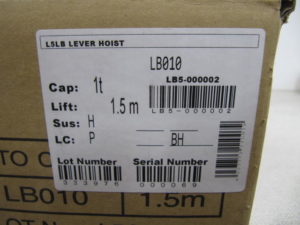 L5LB LEVER HOIST
LB010
Cap: 1t
LB5-000002
Lift: 1.5 m
LB5-000002
Sus: H
LC: P BH
Lot Number Serial Number
333976 000069
TO C
LB010 1.5m